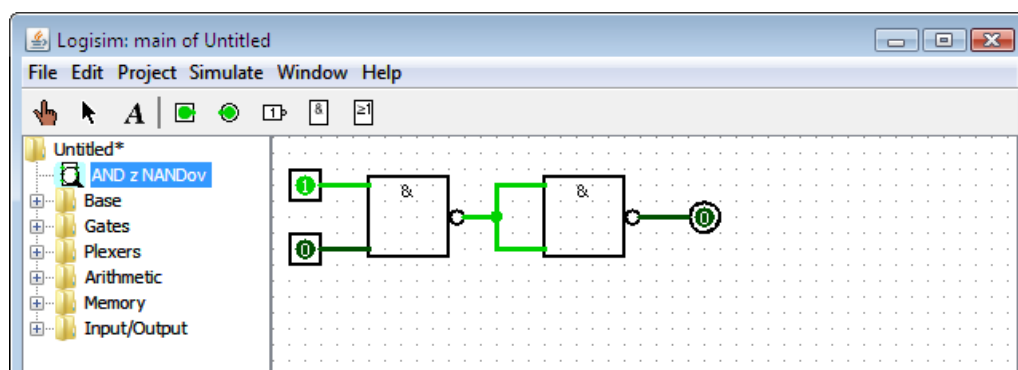 Logisim: main of Untitled
File Edit Project Simulate Window Help
A 1 & ≥1
Untitled*
AND z NANDov
Base
Gates
Plexers
Arithmetic
Memory
Input/Output
1 & & 0
0